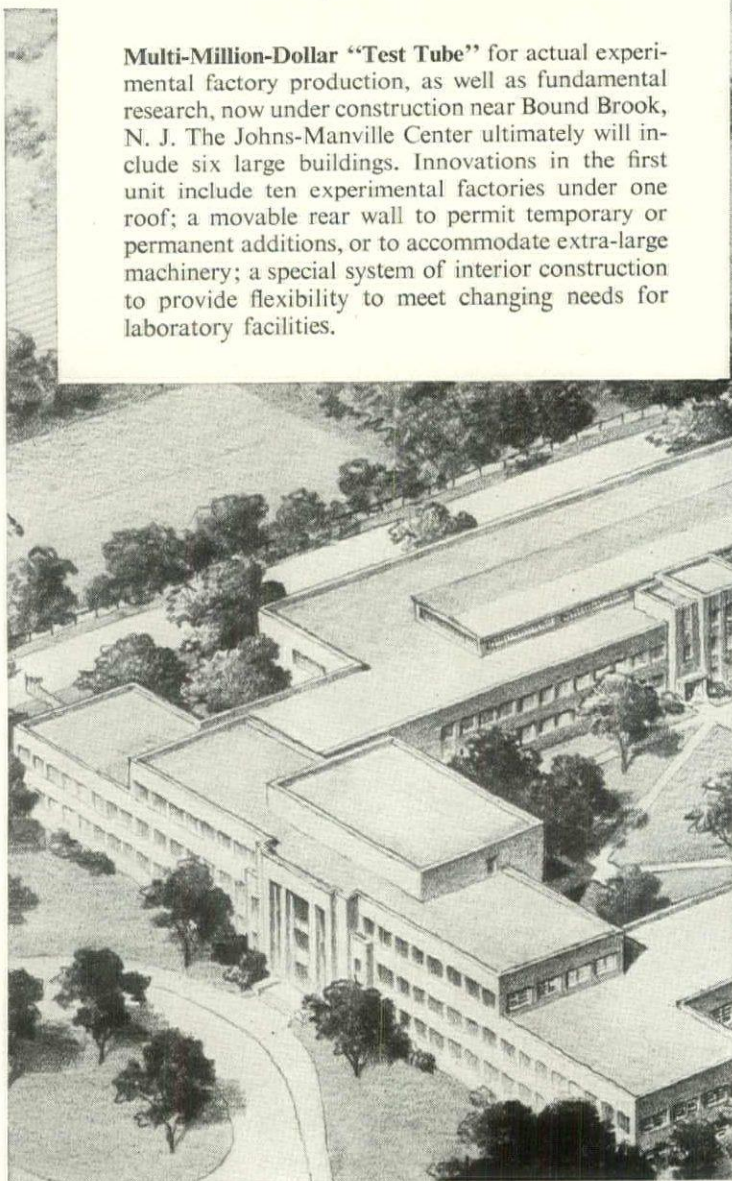 Multi-Million-Dollar “Test Tube” for actual experi-
mental factory production, as well as fundamental
research, now under construction near Bound Brook,
N. J. The Johns-Manville Center ultimately will in-
clude six large buildings. Innovations in the first
unit include ten experimental factories under one
roof; a movable rear wall to permit temporary or
permanent additions, or to accommodate extra-large
machinery; a special system of interior construction
to provide flexibility to meet changing needs for
laboratory facilities.